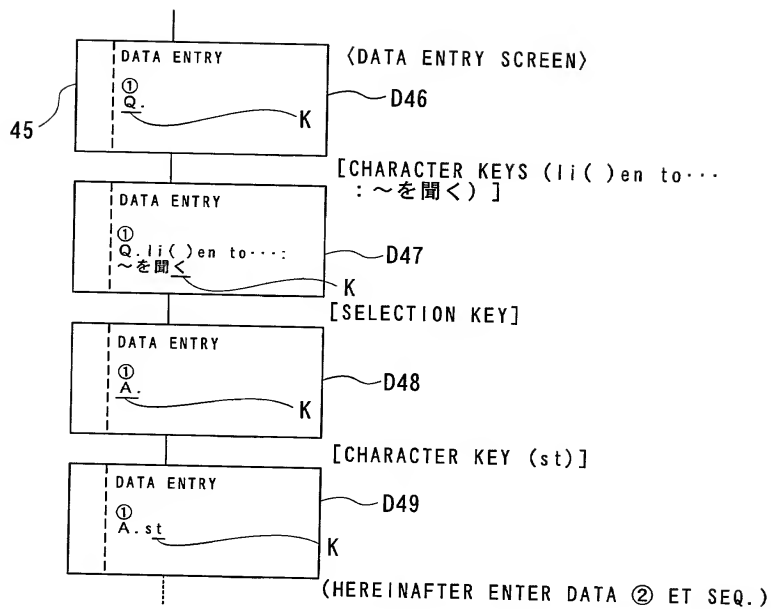 DATA ENTRY
〈DATA ENTRY SCREEN〉
①
Q.
D46
K
45
[CHARACTER KEYS (li( )en to···
:〜を聞く) ]
DATA ENTRY
①
Q.li( )en to···:
〜を聞く
D47
K
[SELECTION KEY]
DATA ENTRY
①
A.
D48
K
[CHARACTER KEY (st)]
DATA ENTRY
①
A.st
D49
K
(HEREINAFTER ENTER DATA ② ET SEQ.)